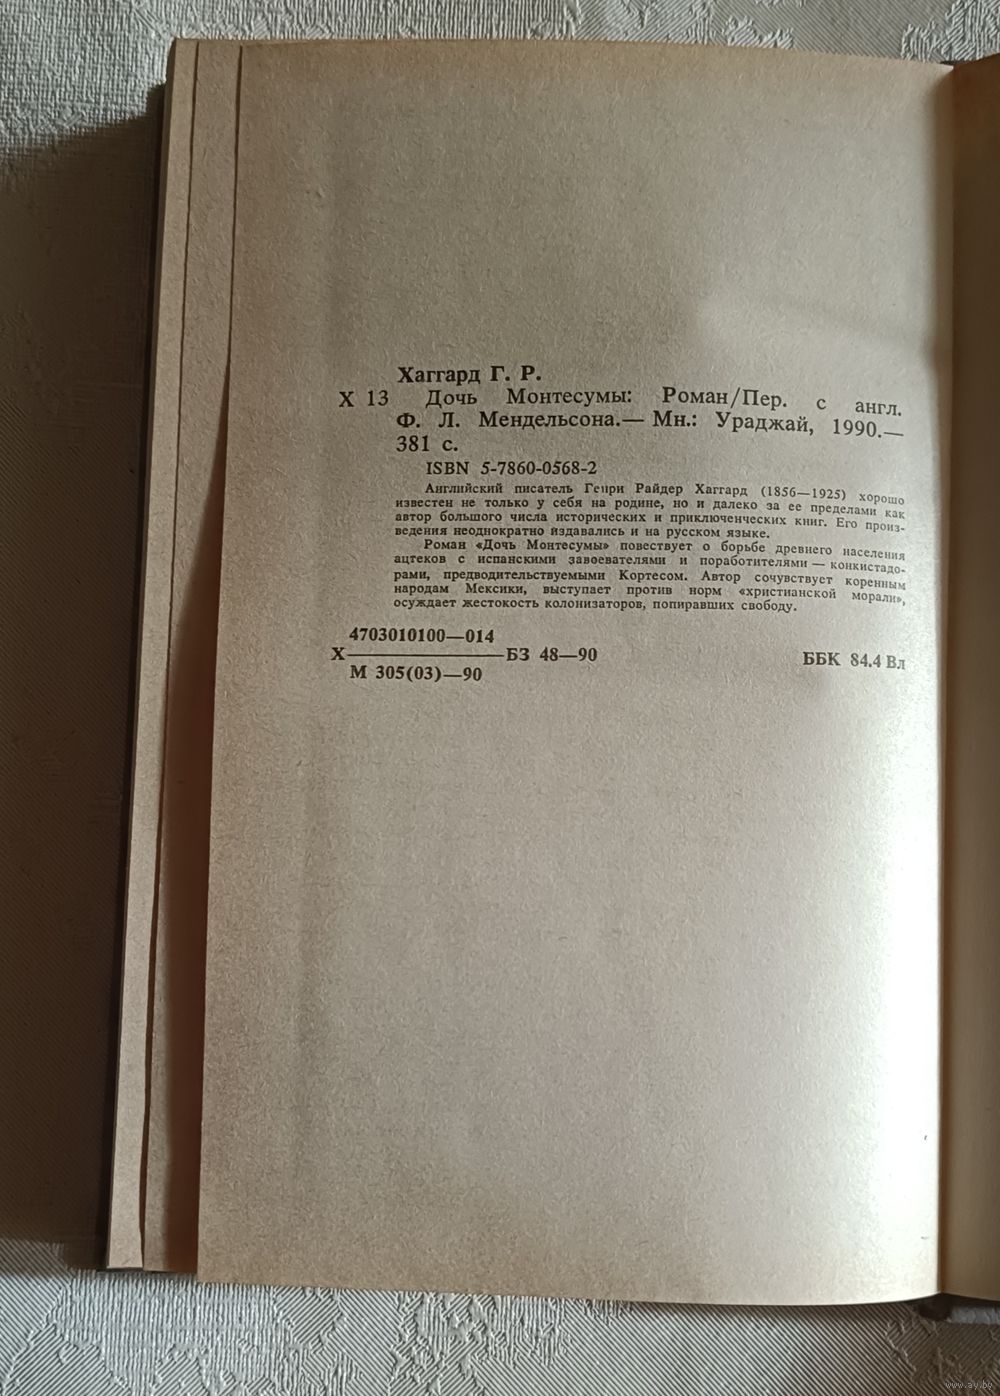 Хаггард Г. Р.
Х 13 Дочь Монтесумы: Роман/Пер. с англ.
Ф. Л. Мендельсона.— Мн.: Ураджай, 1990.—
381 с.
ISBN 5-7860-0568-2
Английский писатель Генри Райдер Хаггард (1856—1925) хорошо
известен не только у себя на родине, но и далеко за ее пределами как
автор большого числа исторических и приключенческих книг. Его произ-
ведения неоднократно издавались и на русском языке.
Роман «Дочь Монтесумы» повествует о борьбе древнего населения
ацтеков с испанскими завоевателями и поработителями — конкистадо-
рами, предводительствуемыми Кортесом. Автор сочувствует коренным
народам Мексики, выступает против норм «христианской морали»,
осуждает жестокость колонизаторов, попиравших свободу.
4703010100—014
Х———БЗ 48—90
М 305(03)—90
ББК 84.4 Вл
www.ay.by